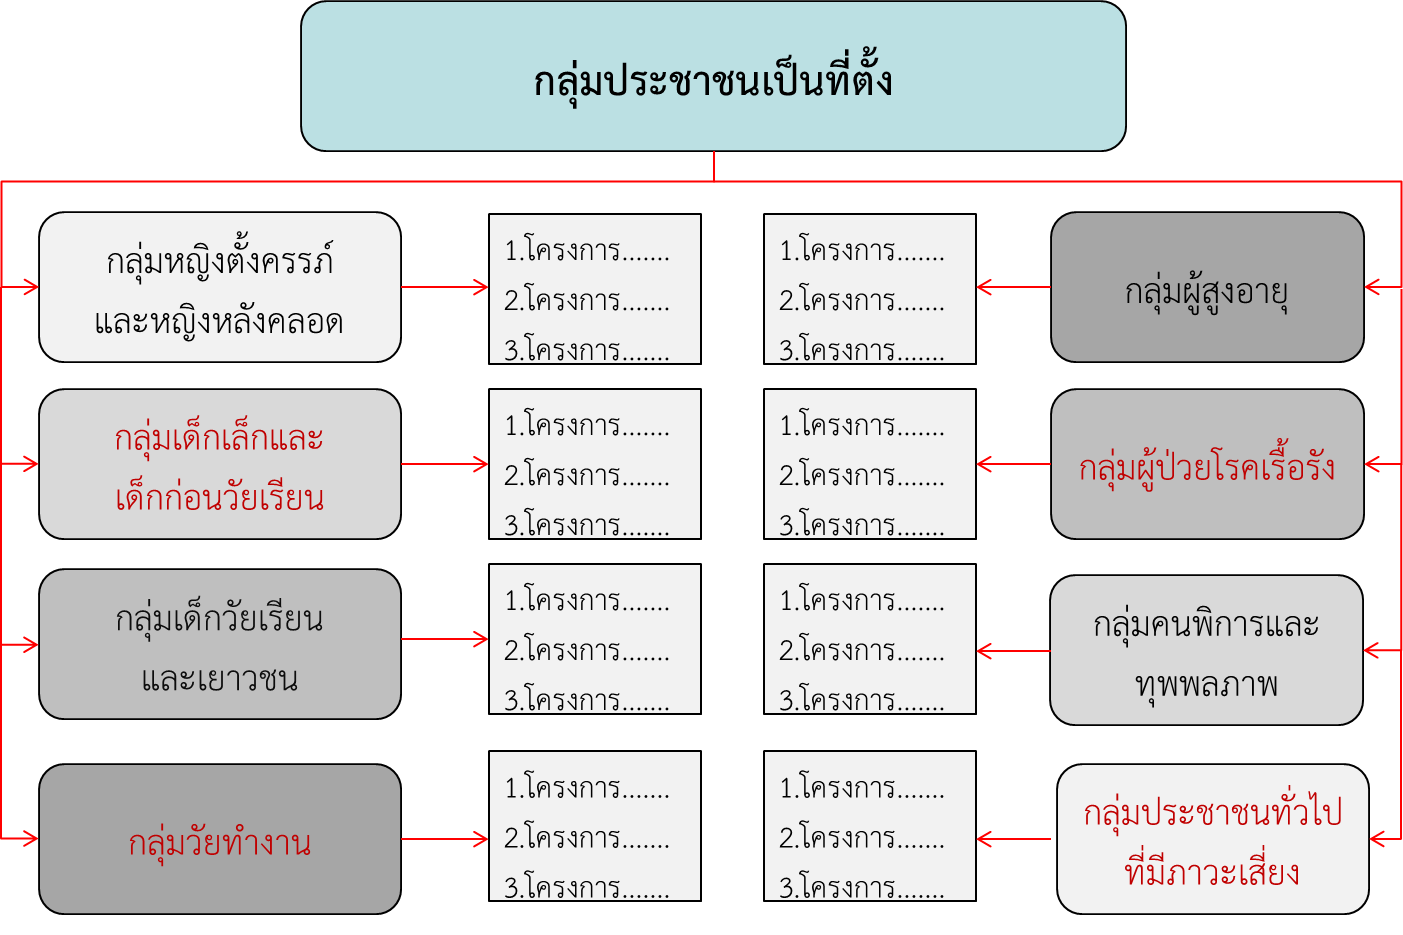 กลุ่มประชาชนเป็นที่ตั้ง
กลุ่มหญิงตั้งครรภ์
และหญิงหลังคลอด
1.โครงการ.......
2.โครงการ.......
3.โครงการ.......
1.โครงการ.......
2.โครงการ.......
3.โครงการ.......
กลุ่มผู้สูงอายุ
กลุ่มเด็กเล็กและ
เด็กก่อนวัยเรียน
1.โครงการ.......
2.โครงการ.......
3.โครงการ.......
1.โครงการ.......
2.โครงการ.......
3.โครงการ.......
กลุ่มผู้ป่วยโรคเรื้อรัง
กลุ่มเด็กวัยเรียน
และเยาวชน
1.โครงการ.......
2.โครงการ.......
3.โครงการ.......
1.โครงการ.......
2.โครงการ.......
3.โครงการ.......
กลุ่มคนพิการและ
ทุพพลภาพ
กลุ่มวัยทำงาน
1.โครงการ.......
2.โครงการ.......
3.โครงการ.......
1.โครงการ.......
2.โครงการ.......
3.โครงการ.......
กลุ่มประชาชนทั่วไป
ที่มีภาวะเสี่ยง